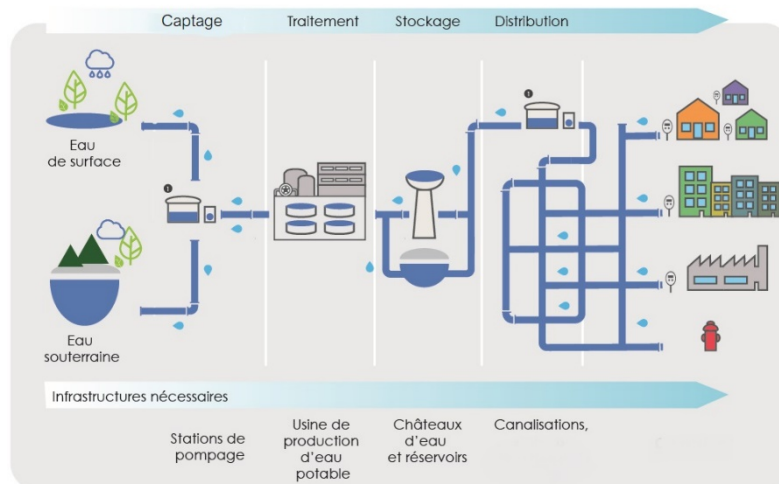 Captage
Traitement
Stockage
Distribution
Eau
de surface
Eau
souterraine
Infrastructures nécessaires
Stations de
pompage
Usine de
production
d'eau
potable
Châteaux
d'eau
et réservoirs
Canalisations,